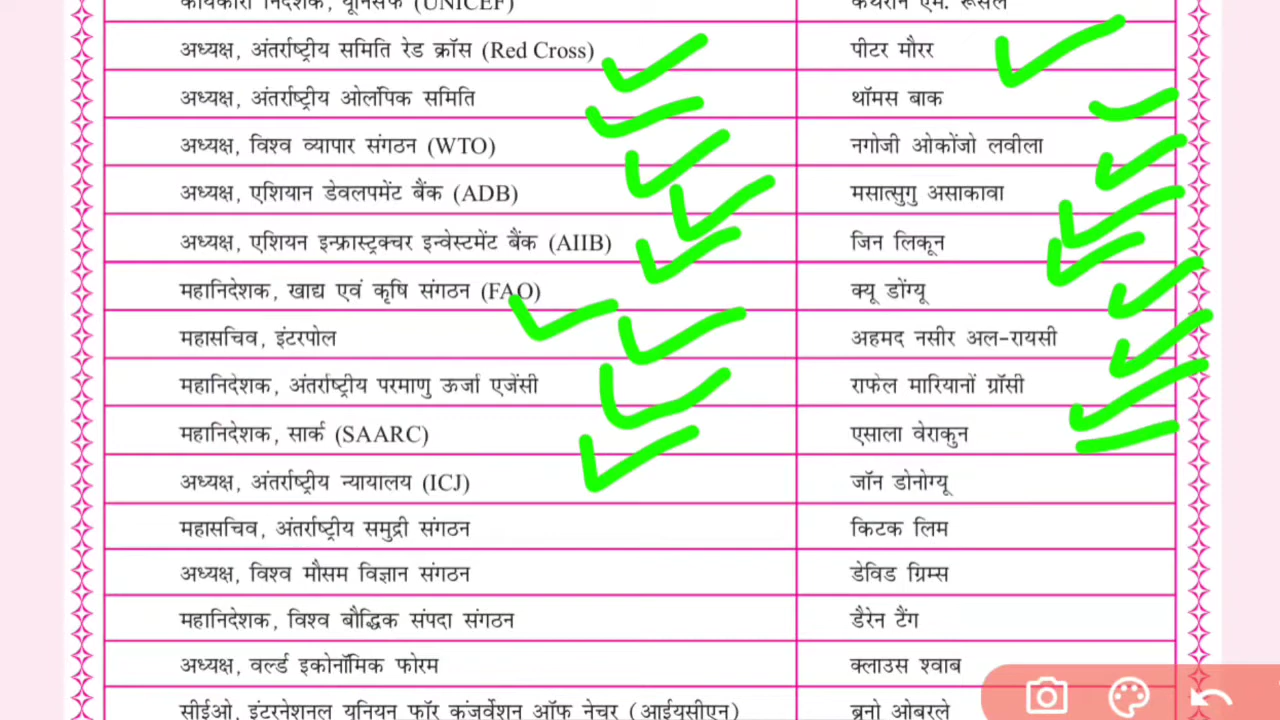 कार्यकारी निदेशक, यूनिसेफ (UNICEF) कैथरीन एम. रूसेल
अध्यक्ष, अंतर्राष्ट्रीय समिति रेड क्रॉस (Red Cross) पीटर मौरर
अध्यक्ष, अंतर्राष्ट्रीय ओलंपिक समिति थॉमस बाक
अध्यक्ष, विश्व व्यापार संगठन (WTO) नगोजी ओकोंजो लवीला
अध्यक्ष, एशियान डेवलपमेंट बैंक (ADB) मसात्सुगु असाकावा
अध्यक्ष, एशियन इन्फ्रास्ट्रक्चर इन्वेस्टमेंट बैंक (AIIB) जिन लिकून
महानिदेशक, खाद्य एवं कृषि संगठन (FAO) क्यू डोंग्यू
महासचिव, इंटरपोल अहमद नसीर अल-रायसी
महानिदेशक, अंतर्राष्ट्रीय परमाणु ऊर्जा एजेंसी राफेल मारियानों ग्रॉसी
महानिदेशक, सार्क (SAARC) एसाला वेराकुन
अध्यक्ष, अंतर्राष्ट्रीय न्यायालय (ICJ) जॉन डोनोग्यू
महासचिव, अंतर्राष्ट्रीय समुद्री संगठन किटक लिम
अध्यक्ष, विश्व मौसम विज्ञान संगठन डेविड ग्रिम्स
महानिदेशक, विश्व बौद्धिक संपदा संगठन डैरेन टैंग
अध्यक्ष, वर्ल्ड इकोनॉमिक फोरम क्लाउस श्वाब
सीईओ, इंटरनेशनल यूनियन फॉर कंजर्वेशन ऑफ नेचर (आईयूसीएन) ब्रूनो ओबरले